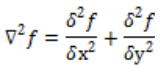 ∇²f = δ²f/δx² + δ²f/δy²